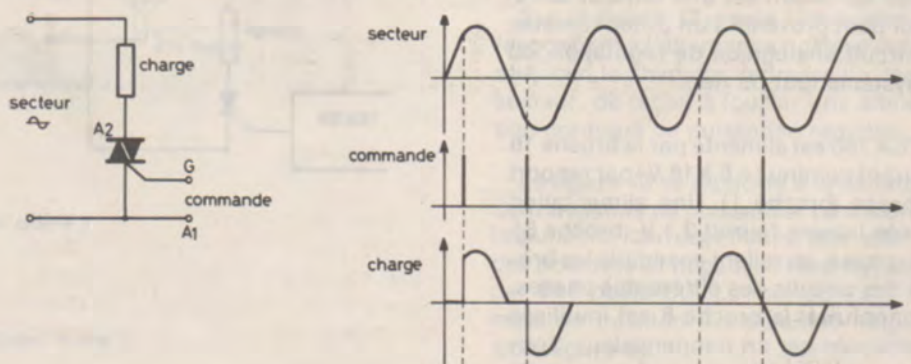 charge
secteur
A2
G
commande
A1
secteur
commande
charge